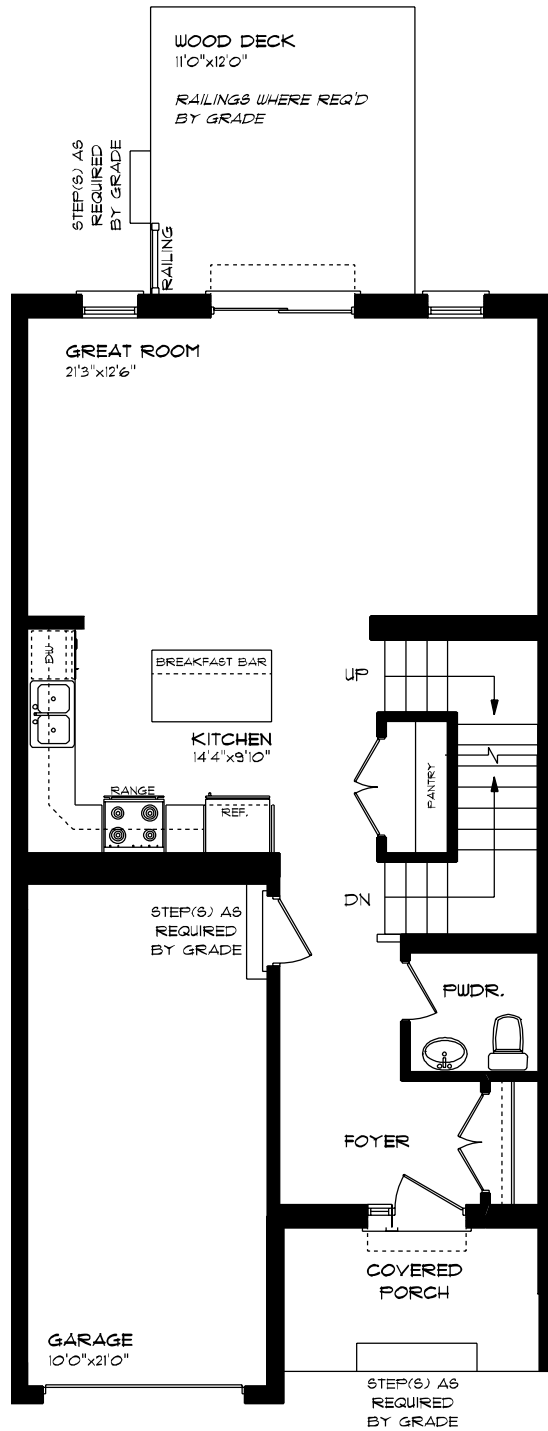 WOOD DECK
11'0"x12'0"
RAILINGS WHERE REQ'D
BY GRADE
STEP(S) AS
REQUIRED
BY GRADE
RAILING
GREAT ROOM
21'3"x12'6"
DW
BREAKFAST BAR
UP
KITCHEN
14'4"x9'10"
PANTRY
RANGE
REF.
DN
STEP(S) AS
REQUIRED
BY GRADE
PWDR.
FOYER
COVERED
PORCH
GARAGE
10'0"x21'0"
STEP(S) AS
REQUIRED
BY GRADE